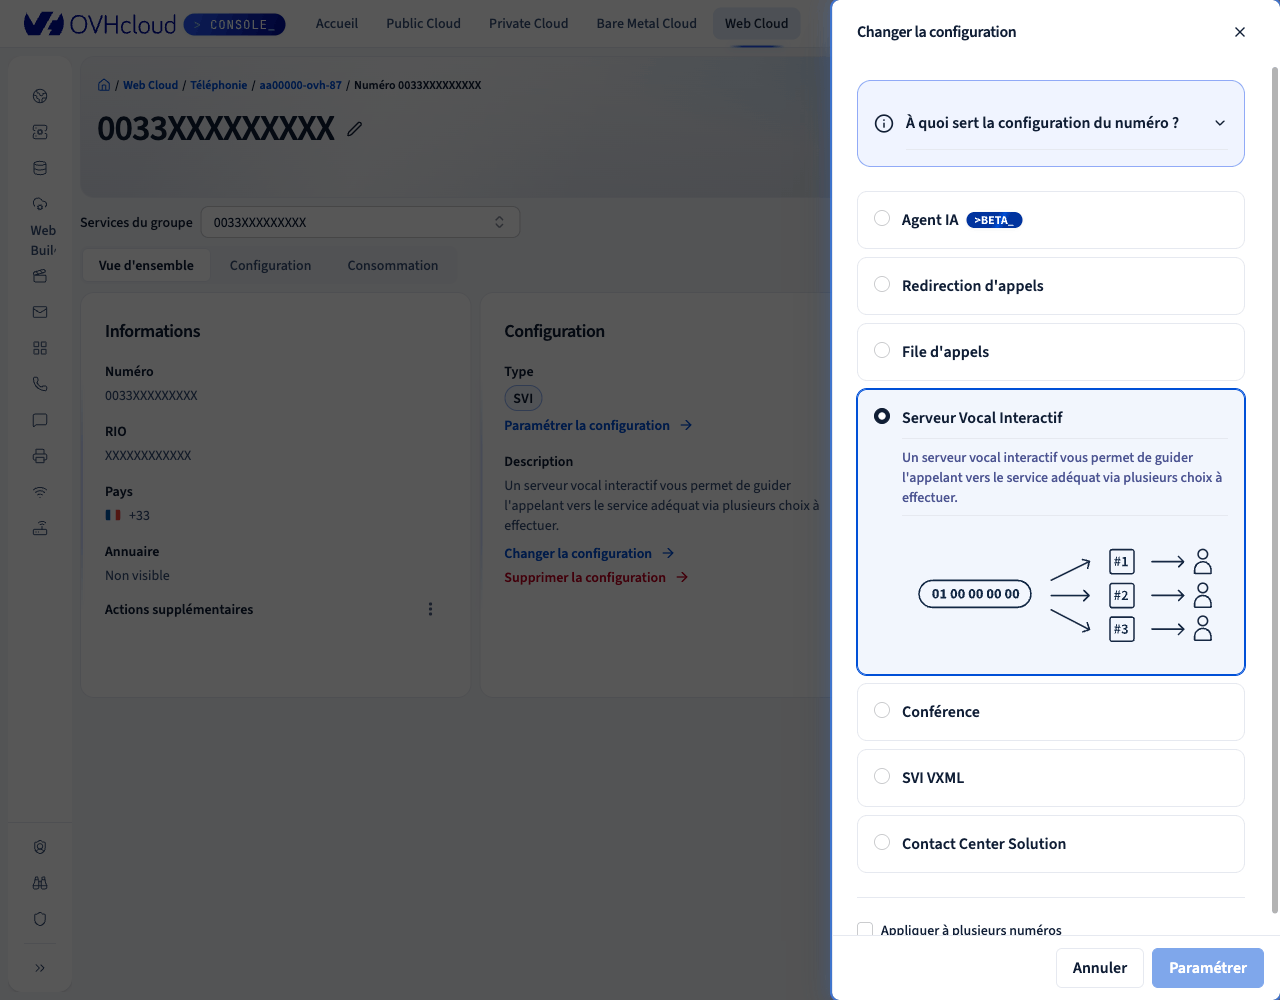 OVHcloud > CONSOLE_
Accueil
Public Cloud
Private Cloud
Bare Metal Cloud
Web Cloud
/ Web Cloud / Téléphonie / aa00000-ovh-87 / Numéro 0033XXXXXXXXX
0033XXXXXXXXX
Services du groupe
0033XXXXXXXXX
Web
Vue d'ensemble
Configuration
Consommation
Informations
Numéro
0033XXXXXXXXX
RIO
XXXXXXXXXXXX
Pays
+33
Annuaire
Non visible
Actions supplémentaires
Configuration
Type
SVI
Paramétrer la configuration
Description
Un serveur vocal interactif vous permet de guider
l'appelant vers le service adéquat via plusieurs choix à
effectuer.
Changer la configuration
Supprimer la configuration
Changer la configuration
À quoi sert la configuration du numéro ?
Agent IA >BETA_
Redirection d'appels
File d'appels
Serveur Vocal Interactif
Un serveur vocal interactif vous permet de guider
l'appelant vers le service adéquat via plusieurs choix à
effectuer.
01 00 00 00 00
#1
#2
#3
Conférence
SVI VXML
Contact Center Solution
Appliquer à plusieurs numéros
Annuler
Paramétrer